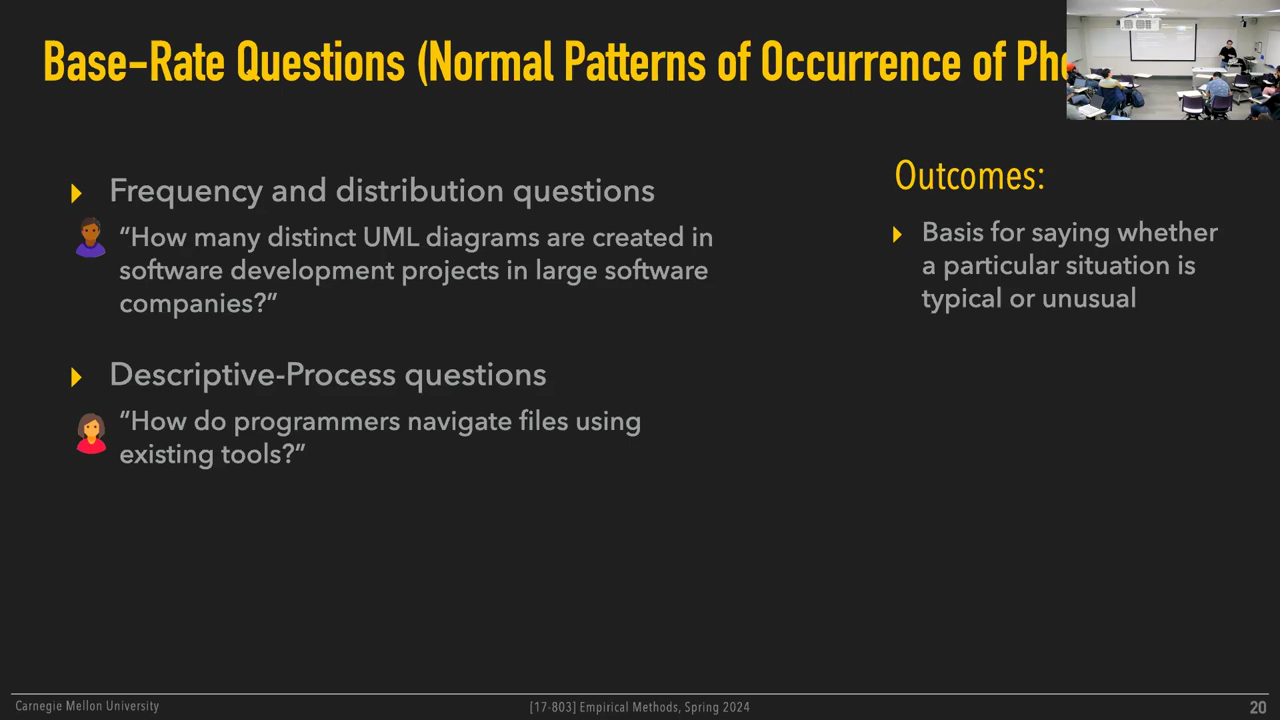 Base-Rate Questions (Normal Patterns of Occurrence of
Frequency and distribution questions
“How many distinct UML diagrams are created in
software development projects in large software
companies?”
Descriptive-Process questions
“How do programmers navigate files using
existing tools?”
Outcomes:
Basis for saying whether
a particular situation is
typical or unusual
Carnegie Mellon University
[17-803] Empirical Methods, Spring 2024
20